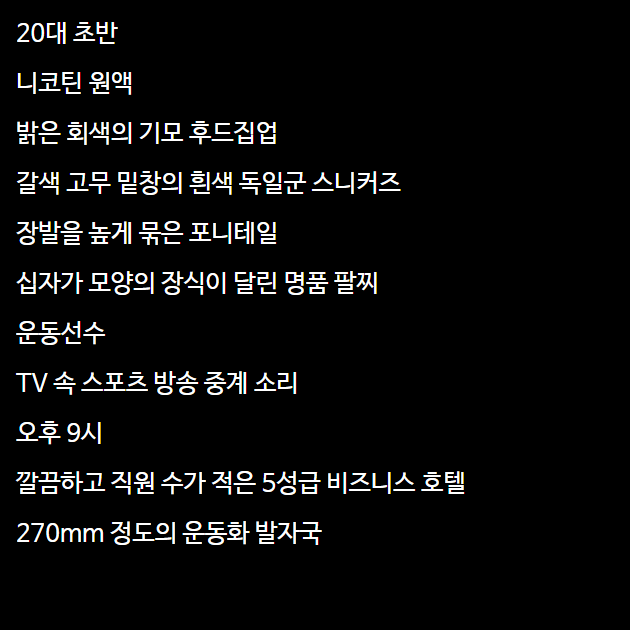 20대 초반
니코틴 원액
밝은 회색의 기모 후드집업
갈색 고무 밑창의 흰색 독일군 스니커즈
장발을 높게 묶은 포니테일
십자가 모양의 장식이 달린 명품 팔찌
운동선수
TV 속 스포츠 방송 중계 소리
오후 9시
깔끔하고 직원 수가 적은 5성급 비즈니스 호텔
270mm 정도의 운동화 발자국